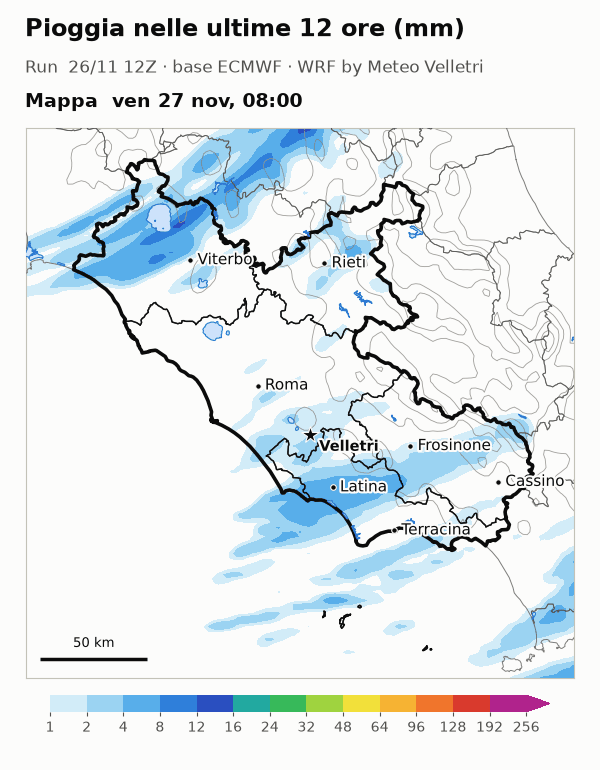 Pioggia nelle ultime 12 ore (mm)
Run  26/11 12Z · base ECMWF · WRF by Meteo Velletri
Mappa  ven 27 nov, 08:00
Viterbo
Rieti
Roma
Velletri
Frosinone
Cassino
Latina
Terracina
50 km
1 2 4 8 12 16 24 32 48 64 96 128 192 256